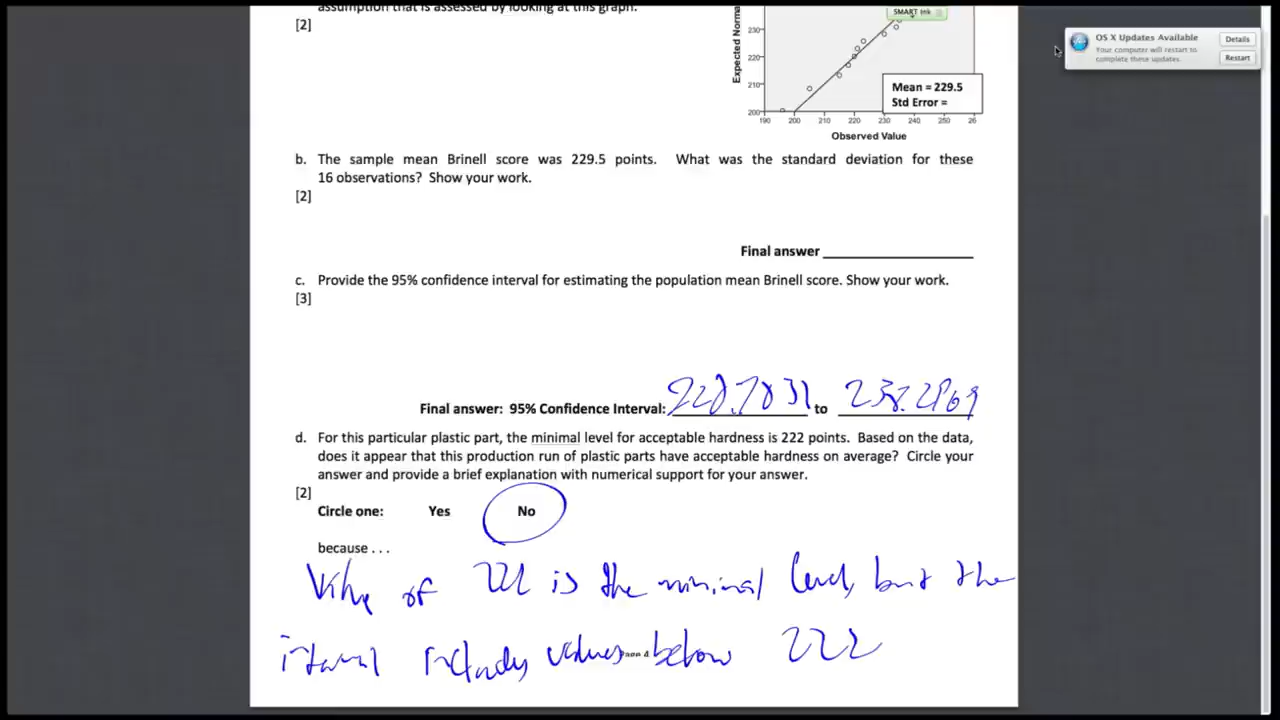 assumption that is assessed by looking at this graph.
[2]
Expected Norma
SMART Ink
230
220
210
200
190 200 210 220 230 240 250 26
Observed Value
Mean = 229.5
Std Error =
OS X Updates Available
Your computer will restart to
complete these updates.
Details
Restart
b. The sample mean Brinell score was 229.5 points. What was the standard deviation for these
16 observations? Show your work.
[2]
Final answer
c. Provide the 95% confidence interval for estimating the population mean Brinell score. Show your work.
[3]
Final answer: 95% Confidence Interval: 220.7031 to 238.2969
d. For this particular plastic part, the minimal level for acceptable hardness is 222 points. Based on the data,
does it appear that this production run of plastic parts have acceptable hardness on average? Circle your
answer and provide a brief explanation with numerical support for your answer.
[2]
Circle one: Yes No
because . . .
Value of 222 is the minimal level, but the
interval includes values below 222